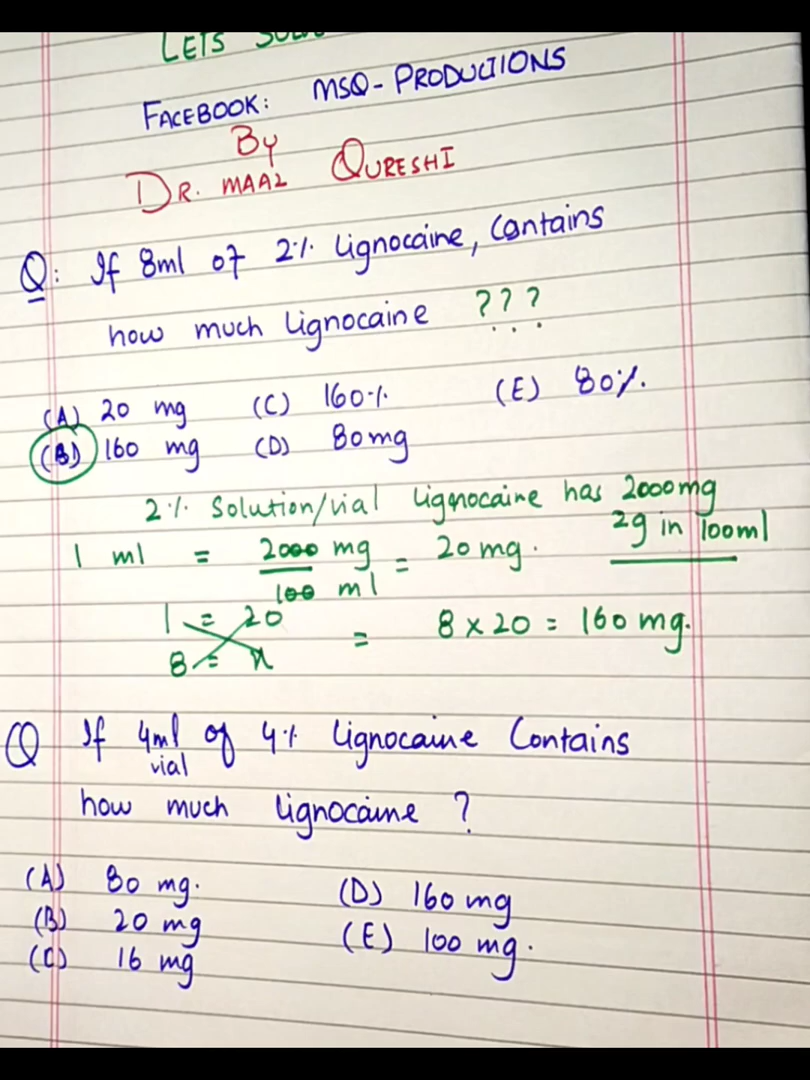 LETS SOLV
FACEBOOK: MSQ-PRODUCTIONS
By
DR. MAAZ QURESHI
Q: If 8ml of 2% lignocaine, contains
how much lignocaine ???
(A) 20 mg (C) 160% (E) 80%.
(B) 160 mg (D) 80mg
2% Solution/vial lignocaine has 2000mg
2g in 100ml
1 ml = 2000 mg = 20mg.
100 ml
1 = 20
8 = x
= 8 x 20 = 160 mg.
Q If 4ml of 4% lignocaine Contains
vial
how much lignocaine ?
(A) 80 mg. (D) 160 mg
(B) 20 mg (E) 100 mg.
(C) 16 mg